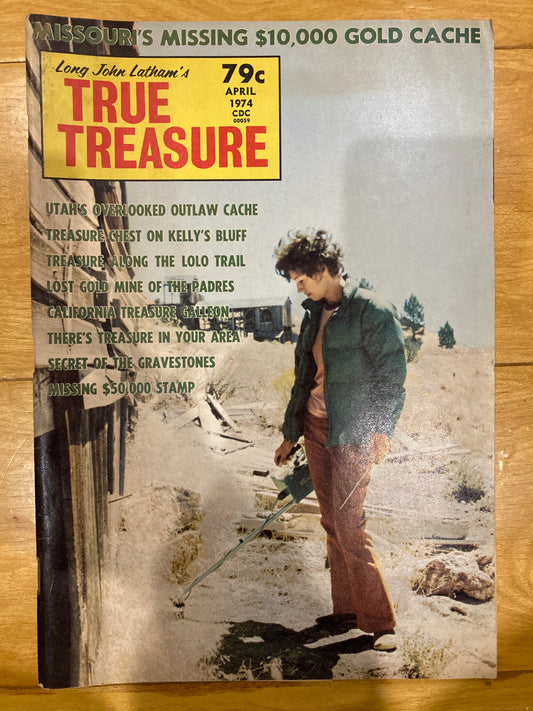 MISSOURI'S MISSING $10,000 GOLD CACHE
Long John Latham's
TRUE
TREASURE
79c
APRIL
1974
CDC
00059
UTAH'S OVERLOOKED OUTLAW CACHE
TREASURE CHEST ON KELLY'S BLUFF
TREASURE ALONG THE LOLO TRAIL
LOST GOLD MINE OF THE PADRES
CALIFORNIA TREASURE GALLEON
THERE'S TREASURE IN YOUR AREA
SECRET OF THE GRAVESTONES
MISSING $50,000 STAMP